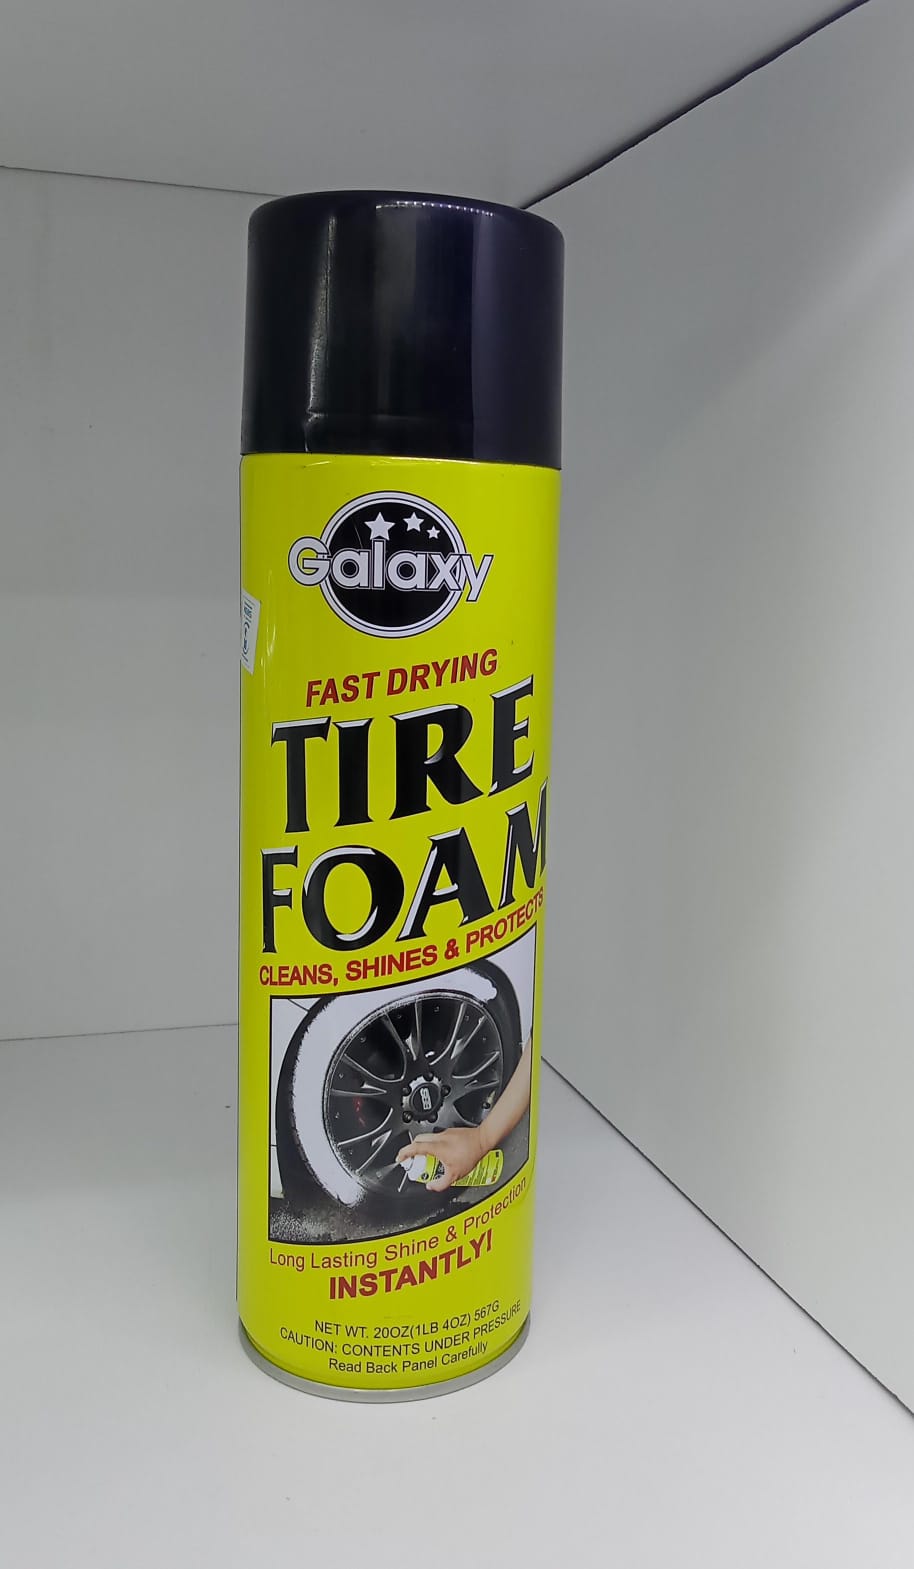 Galaxy
FAST DRYING
TIRE
FOAM
CLEANS, SHINES & PROTECTS
Long Lasting Shine & Protection
INSTANTLY!
NET WT. 20OZ(1LB 4OZ) 567G
CAUTION: CONTENTS UNDER PRESSURE
Read Back Panel Carefully